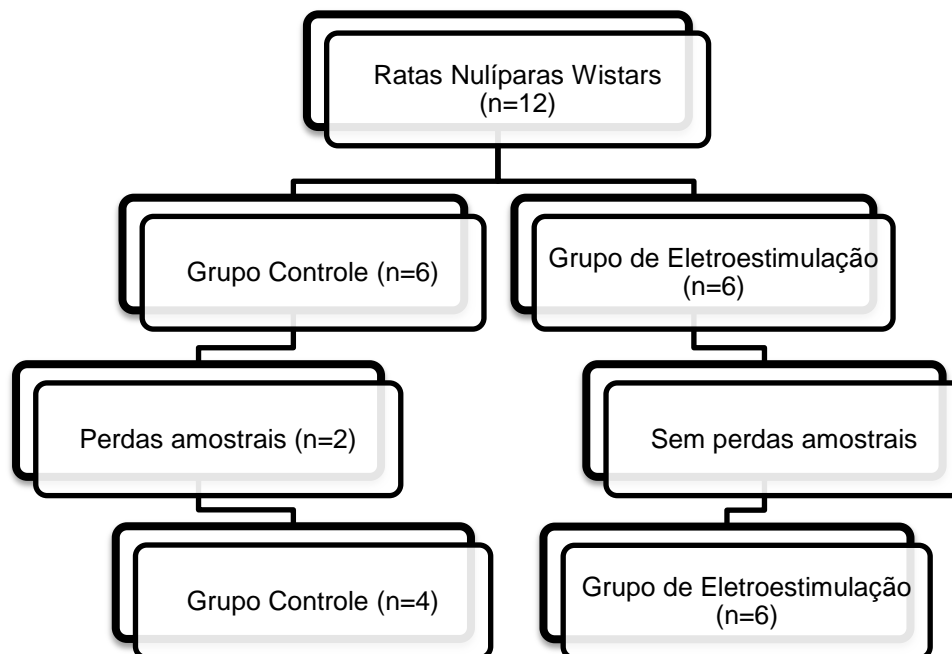 Ratas Nulíparas Wistars
(n=12)
Grupo Controle (n=6)
Grupo de Eletroestimulação
(n=6)
Perdas amostrais (n=2)
Sem perdas amostrais
Grupo Controle (n=4)
Grupo de Eletroestimulação
(n=6)